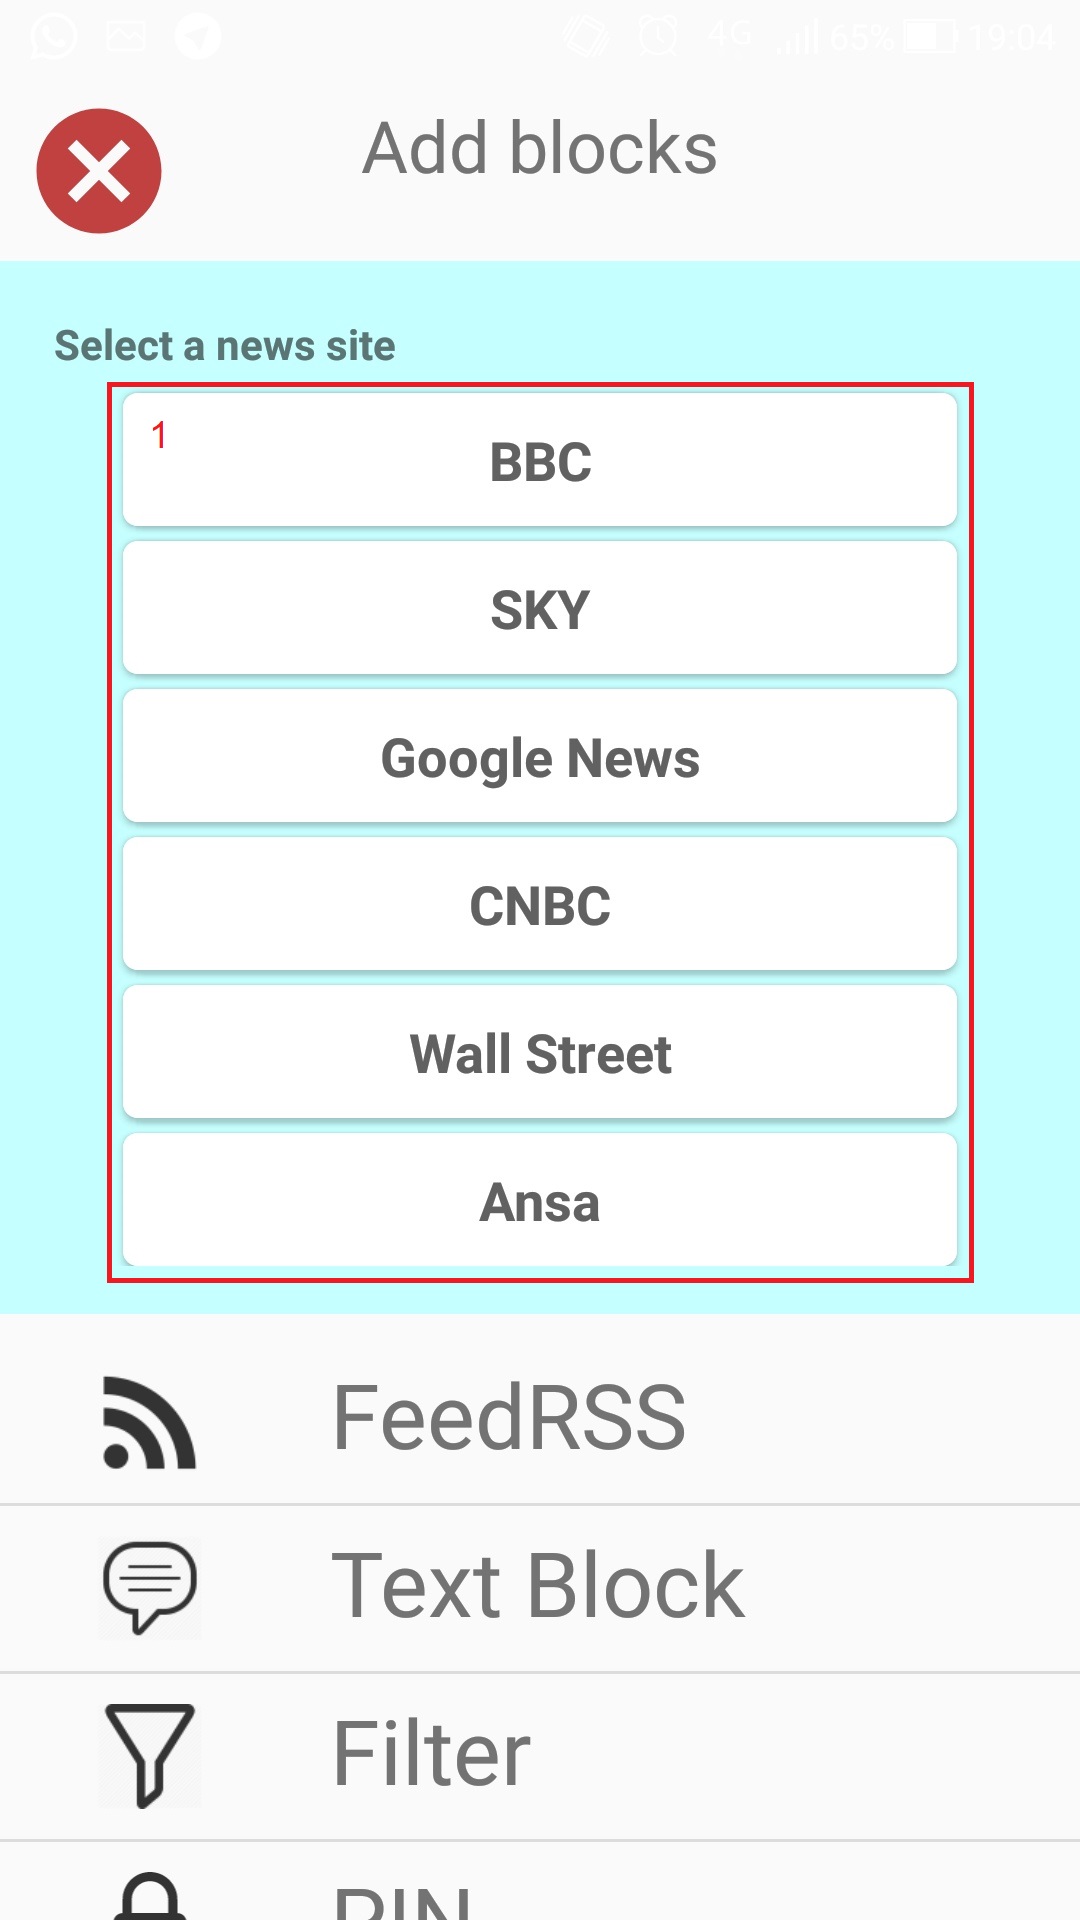 4G 65% 19:04
Add blocks
Select a news site
1
BBC
SKY
Google News
CNBC
Wall Street
Ansa
FeedRSS
Text Block
Filter
PIN